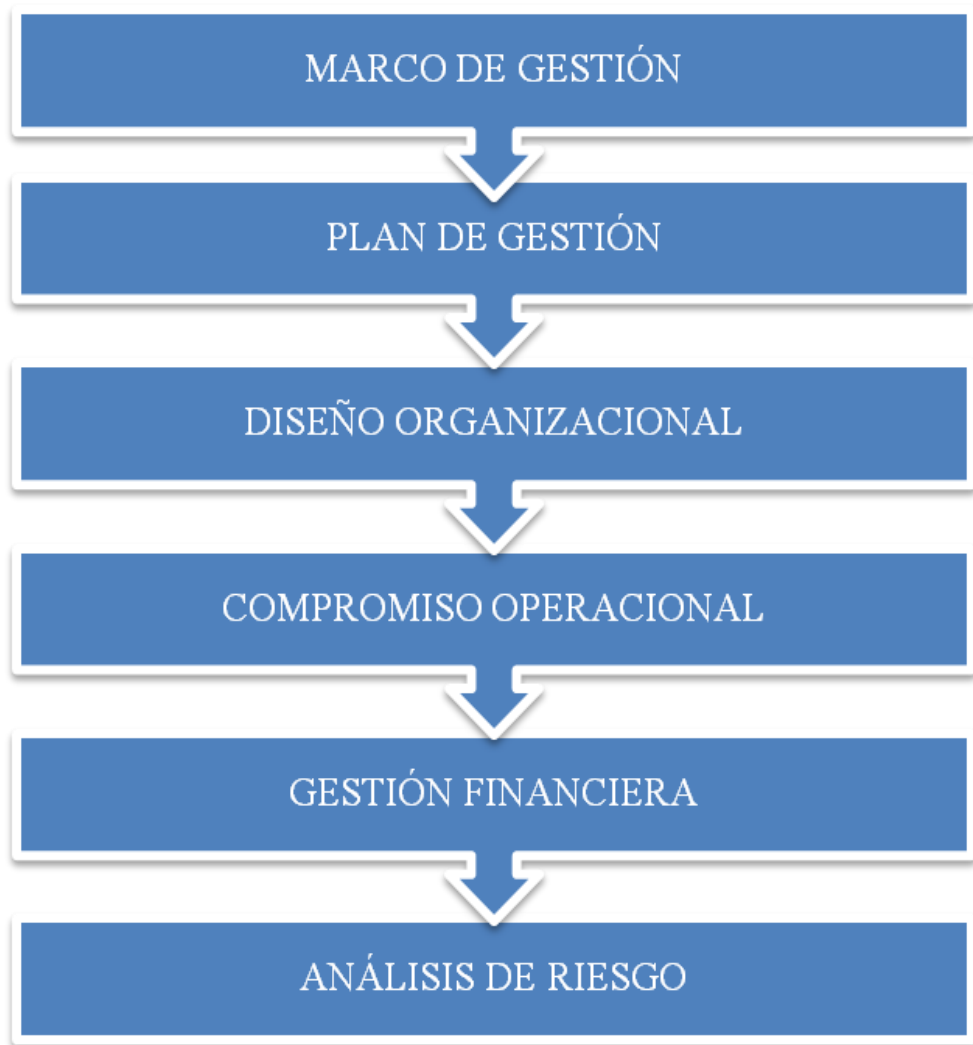 MARCO DE GESTIÓN
PLAN DE GESTIÓN
DISEÑO ORGANIZACIONAL
COMPROMISO OPERACIONAL
GESTIÓN FINANCIERA
ANÁLISIS DE RIESGO